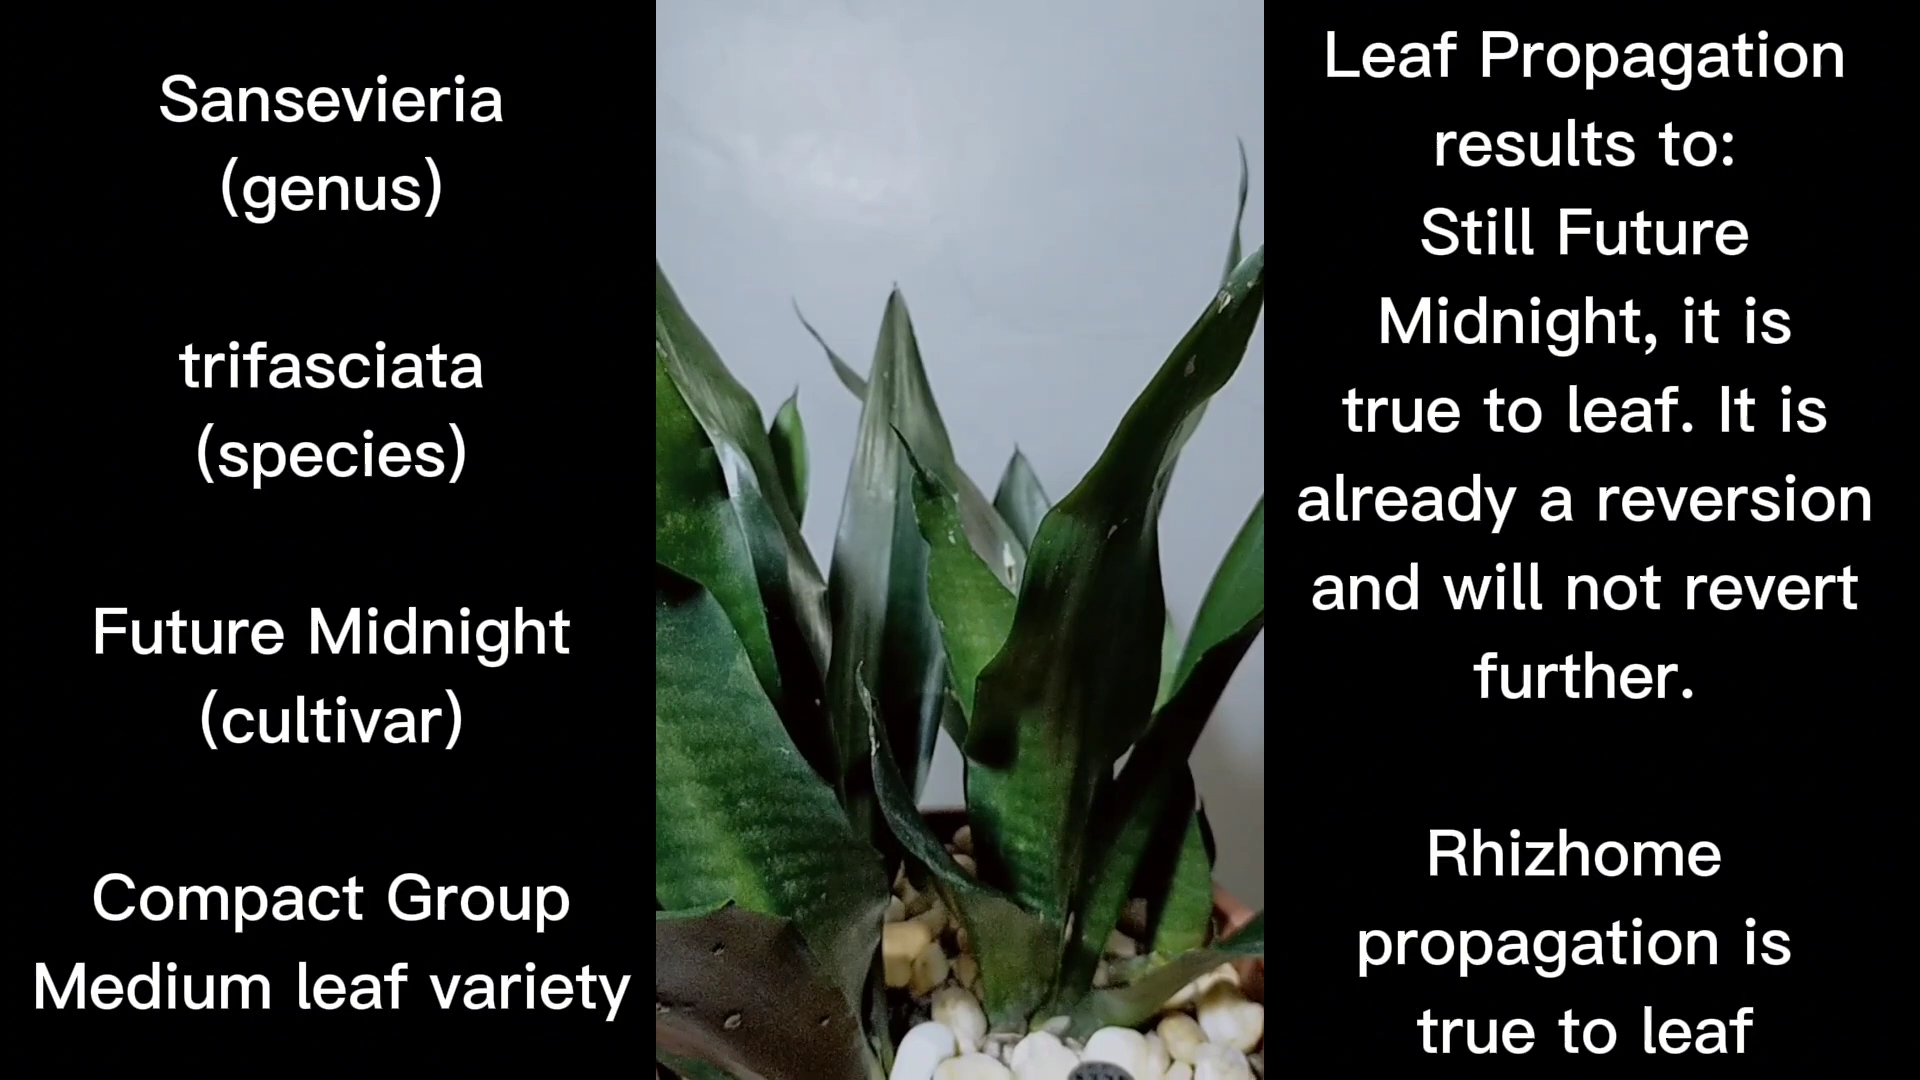 Sansevieria
(genus)
trifasciata
(species)
Future Midnight
(cultivar)
Compact Group
Medium leaf variety
Leaf Propagation
results to:
Still Future
Midnight, it is
true to leaf. It is
already a reversion
and will not revert
further.
Rhizhome
propagation is
true to leaf